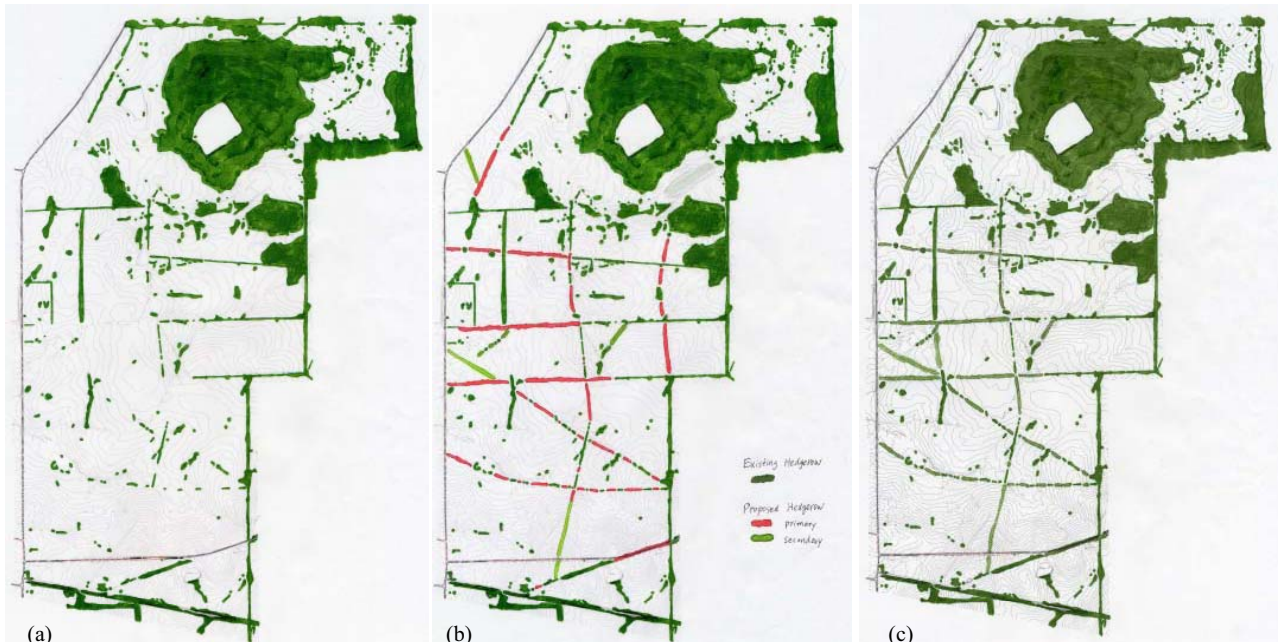 Existing Hedgerow
Proposed Hedgerow
primary
secondary
(a)
(b)
(c)